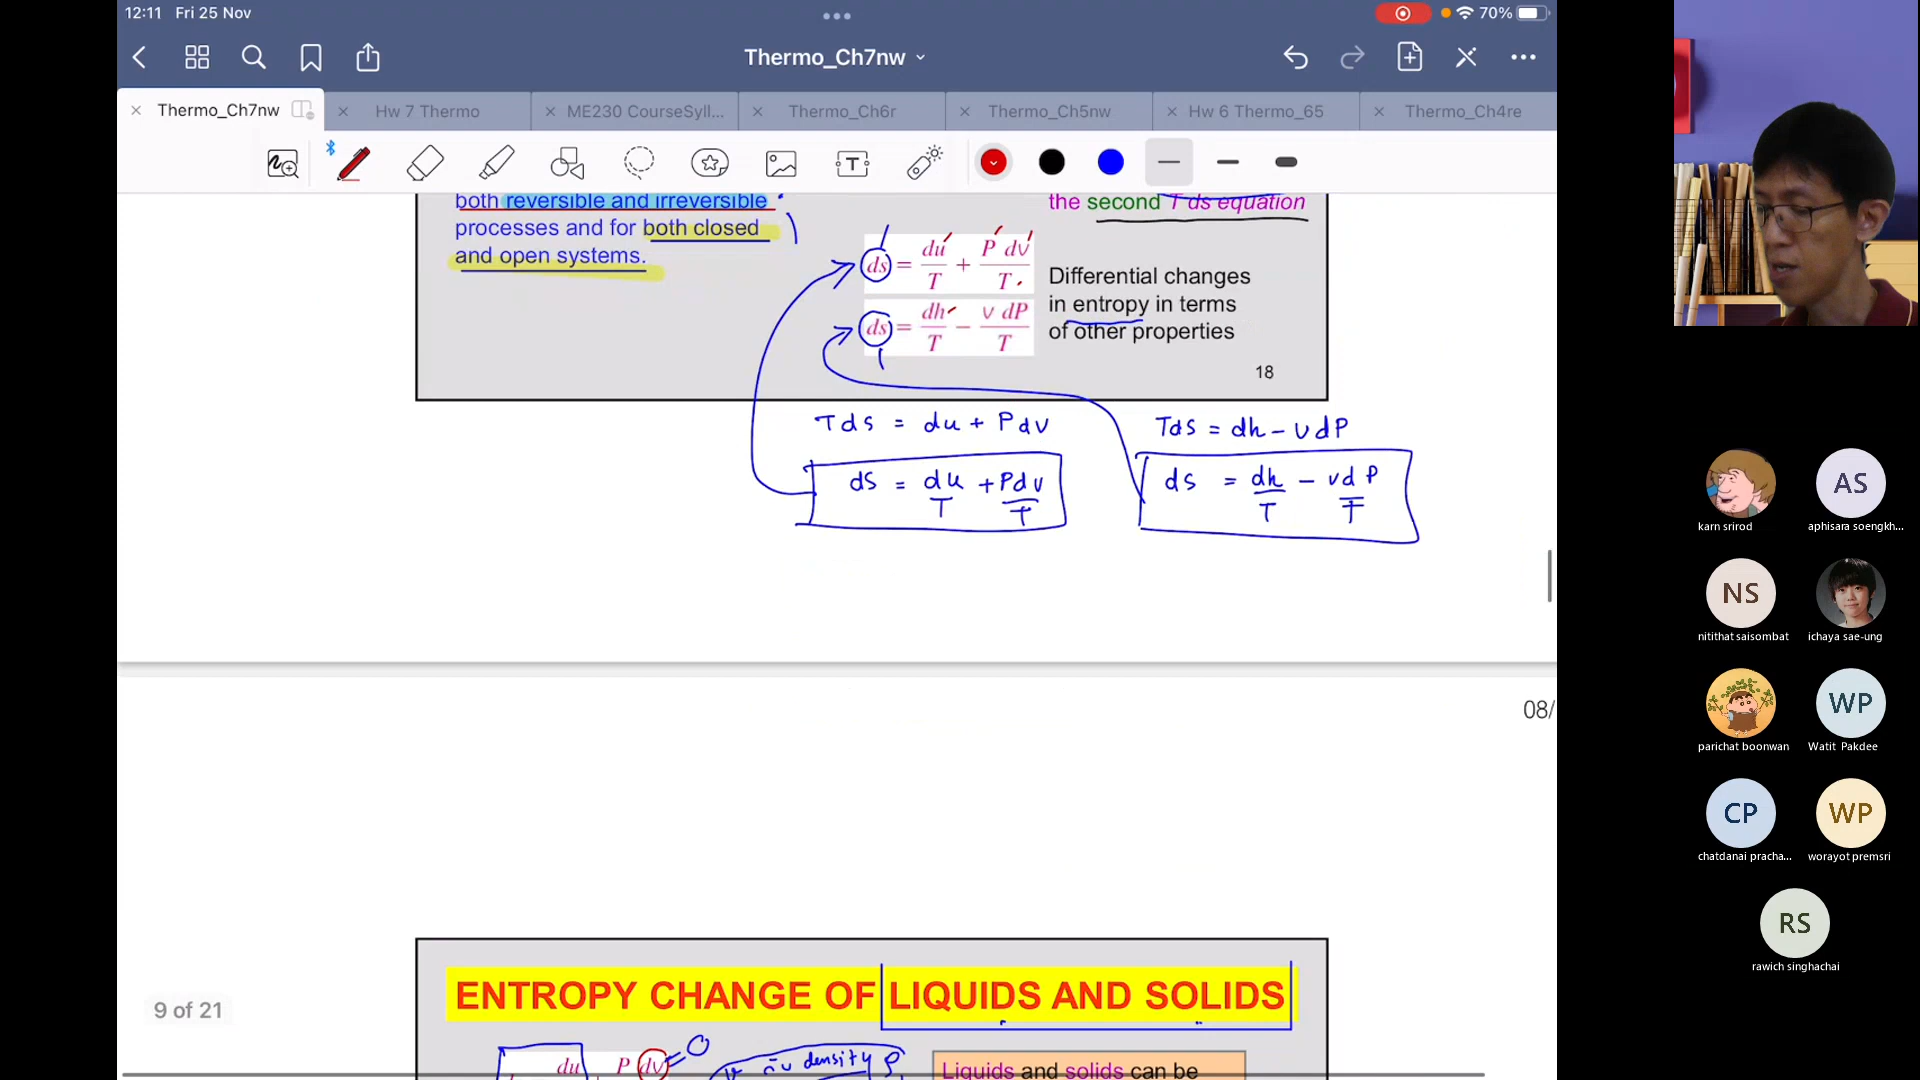 12:11 Fri 25 Nov
70%
Thermo_Ch7nw
Thermo_Ch7nw
Hw 7 Thermo
ME230 CourseSyll...
Thermo_Ch6r
Thermo_Ch5nw
Hw 6 Thermo_65
Thermo_Ch4re
both reversible and irreversible
processes and for both closed
and open systems.
the second T ds equation
ds = du/T + P dv/T
ds = dh/T − v dP/T
Differential changes
in entropy in terms
of other properties
18
Tds = du + Pdv
ds = du/T + Pdv/T
Tds = dh − vdP
ds = dh/T − vdP/T
08/
9 of 21
ENTROPY CHANGE OF LIQUIDS AND SOLIDS
du P dv = 0
density ρ
Liquids and solids can be
karn srirod
AS
aphisara soengkh...
NS
nitithat saisombat
ichaya sae-ung
parichat boonwan
WP
Watit Pakdee
CP
chatdanai pracha...
WP
worayot premsri
RS
rawich singhachai